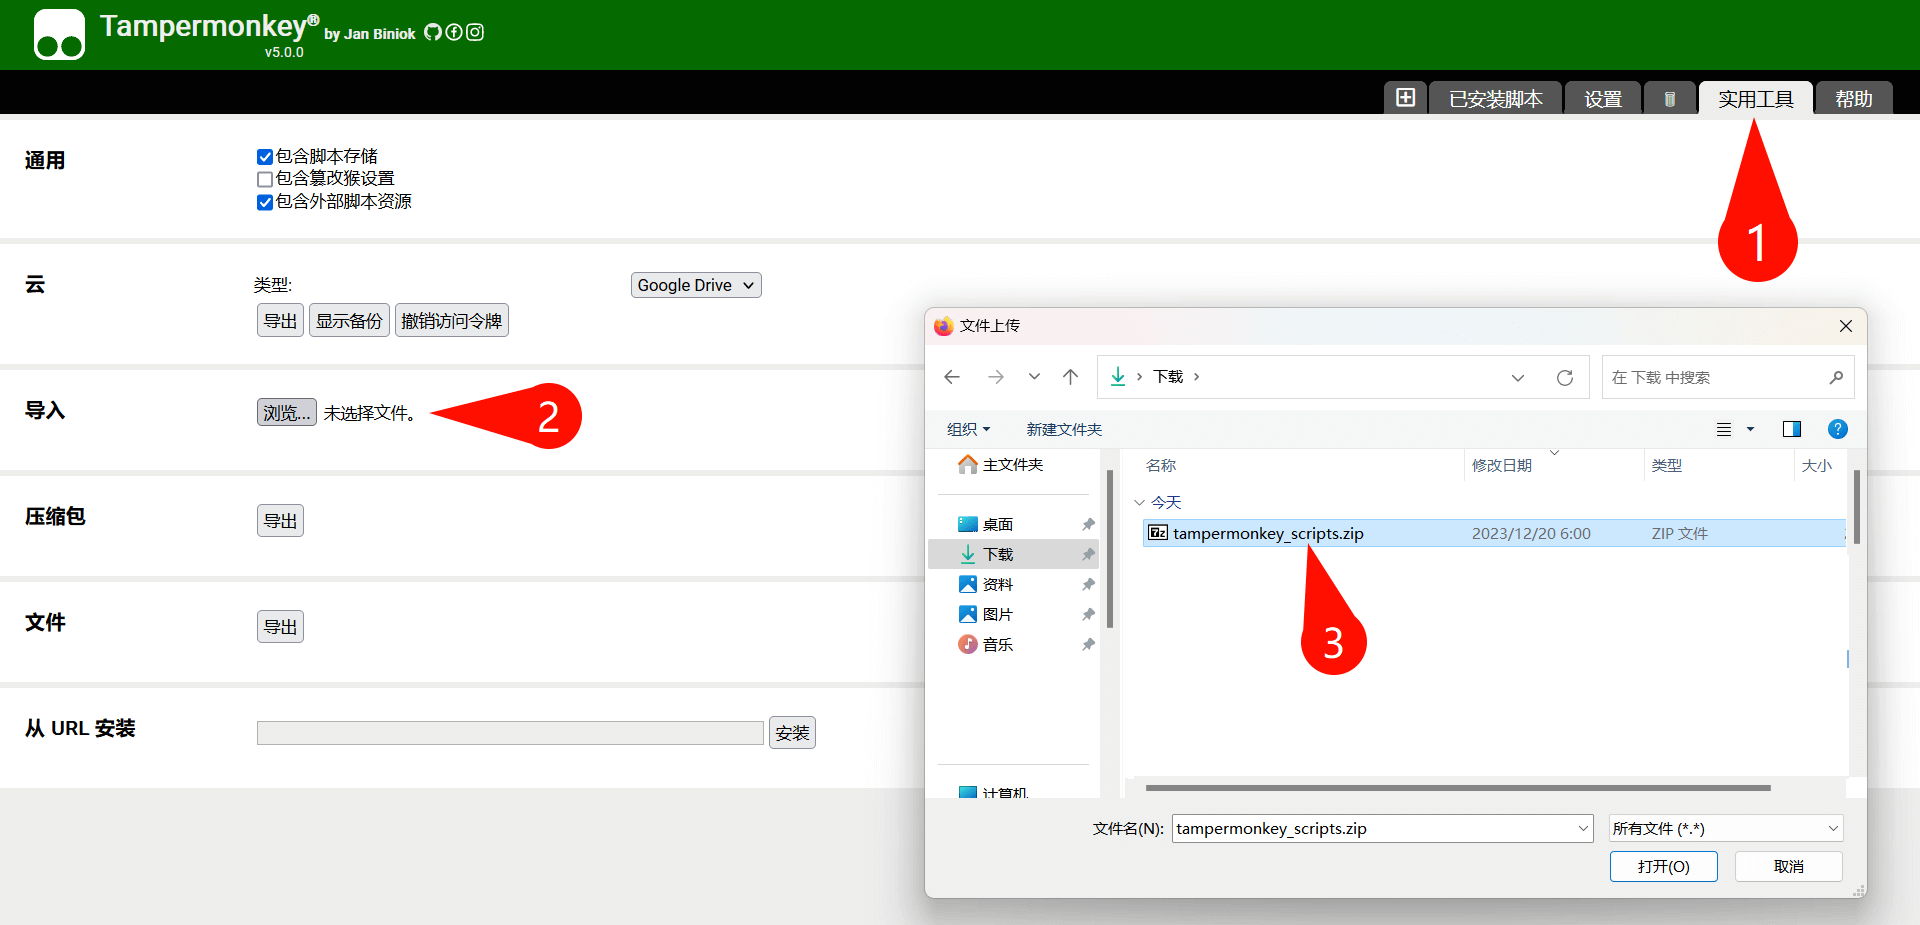 Tampermonkey® by Jan Biniok
v5.0.0
已安装脚本 设置 实用工具 帮助
通用
包含脚本存储
包含篡改猴设置
包含外部脚本资源
1
云
类型: Google Drive
导出 显示备份 撤销访问令牌
导入
浏览... 未选择文件。
2
压缩包
导出
文件
导出
从 URL 安装
安装
文件上传
下载
在 下载 中搜索
组织 新建文件夹
?
主文件夹
桌面
下载
资料
图片
音乐
计算机
名称 修改日期 类型 大小
今天
7z tampermonkey_scripts.zip 2023/12/20 6:00 ZIP 文件
3
文件名(N): tampermonkey_scripts.zip 所有文件 (*.*)
打开(O) 取消